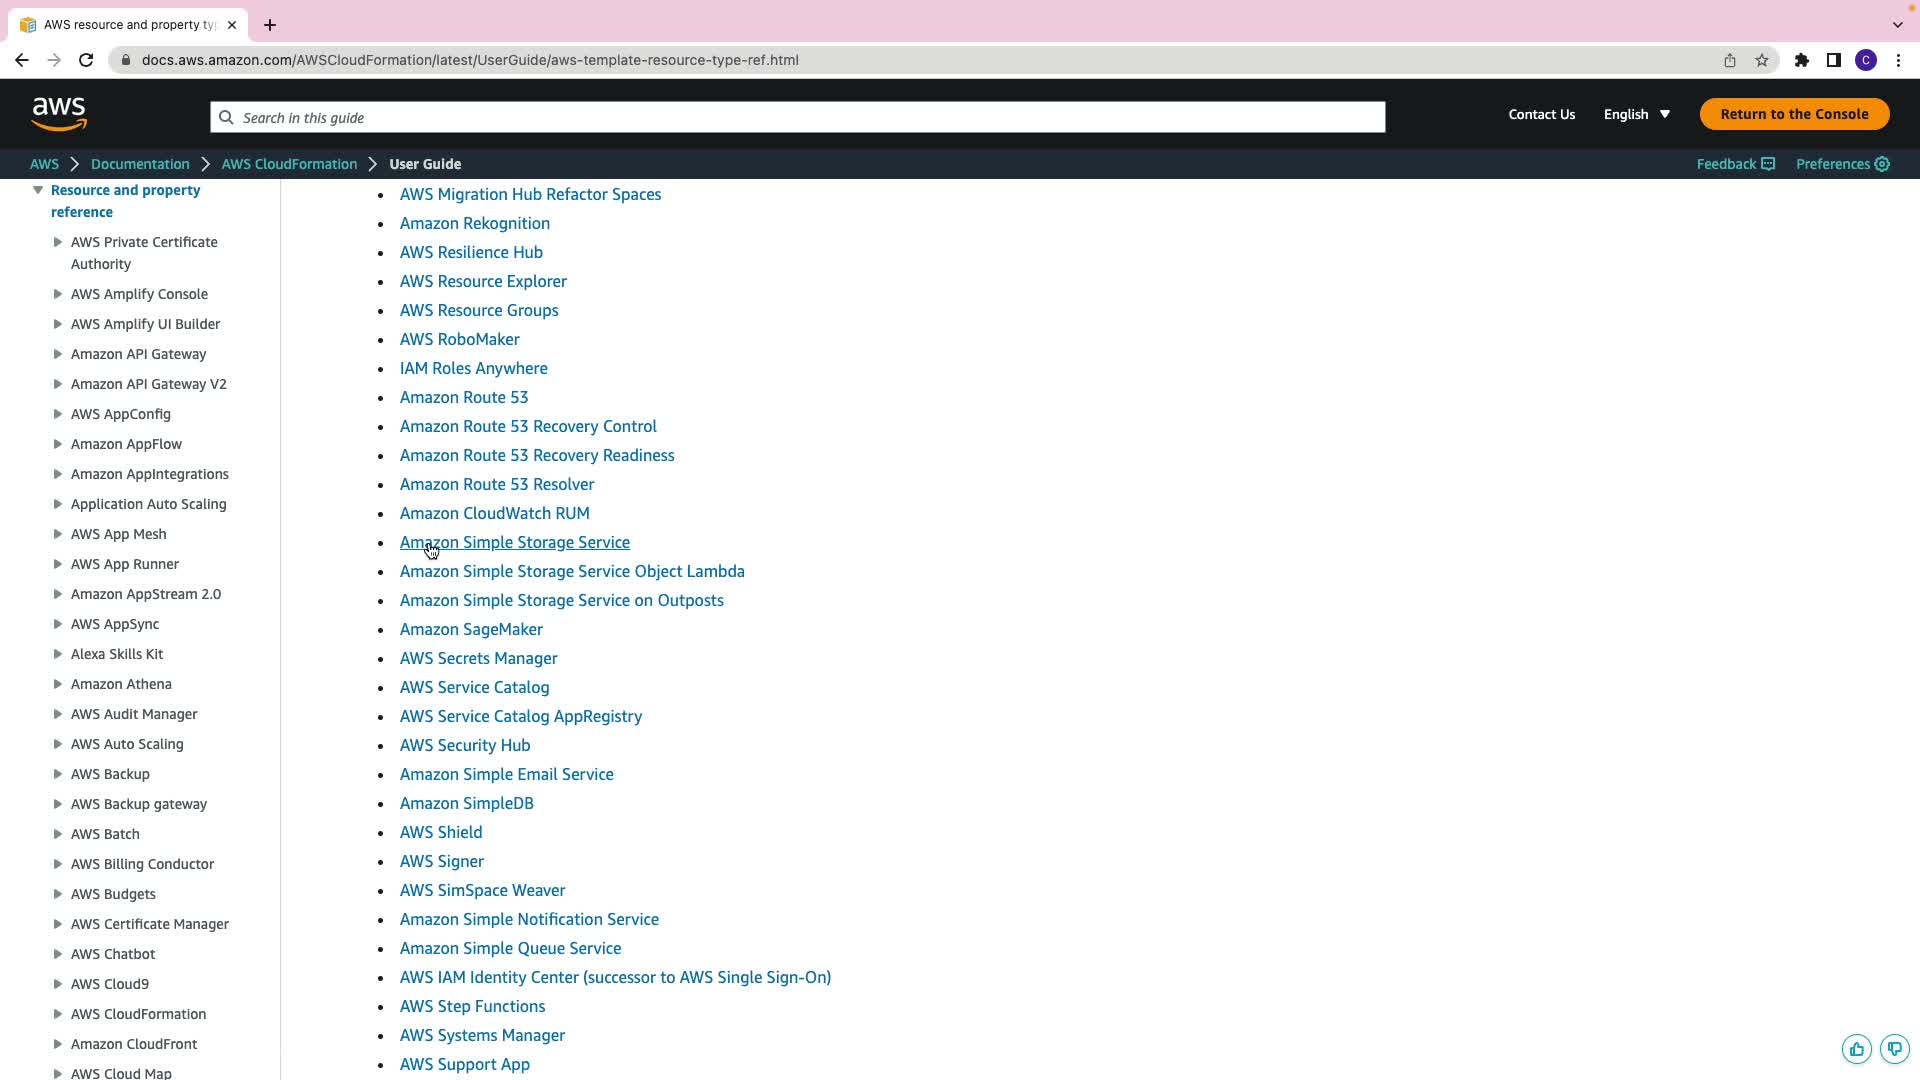 AWS resource and property typ
docs.aws.amazon.com/AWSCloudFormation/latest/UserGuide/aws-template-resource-type-ref.html
C
aws
Search in this guide
Contact Us
English
Return to the Console
AWS
Documentation
AWS CloudFormation
User Guide
Feedback
Preferences
Resource and property
reference
AWS Private Certificate
Authority
AWS Amplify Console
AWS Amplify UI Builder
Amazon API Gateway
Amazon API Gateway V2
AWS AppConfig
Amazon AppFlow
Amazon AppIntegrations
Application Auto Scaling
AWS App Mesh
AWS App Runner
Amazon AppStream 2.0
AWS AppSync
Alexa Skills Kit
Amazon Athena
AWS Audit Manager
AWS Auto Scaling
AWS Backup
AWS Backup gateway
AWS Batch
AWS Billing Conductor
AWS Budgets
AWS Certificate Manager
AWS Chatbot
AWS Cloud9
AWS CloudFormation
Amazon CloudFront
AWS Cloud Map
AWS Migration Hub Refactor Spaces
Amazon Rekognition
AWS Resilience Hub
AWS Resource Explorer
AWS Resource Groups
AWS RoboMaker
IAM Roles Anywhere
Amazon Route 53
Amazon Route 53 Recovery Control
Amazon Route 53 Recovery Readiness
Amazon Route 53 Resolver
Amazon CloudWatch RUM
Amazon Simple Storage Service
Amazon Simple Storage Service Object Lambda
Amazon Simple Storage Service on Outposts
Amazon SageMaker
AWS Secrets Manager
AWS Service Catalog
AWS Service Catalog AppRegistry
AWS Security Hub
Amazon Simple Email Service
Amazon SimpleDB
AWS Shield
AWS Signer
AWS SimSpace Weaver
Amazon Simple Notification Service
Amazon Simple Queue Service
AWS IAM Identity Center (successor to AWS Single Sign-On)
AWS Step Functions
AWS Systems Manager
AWS Support App